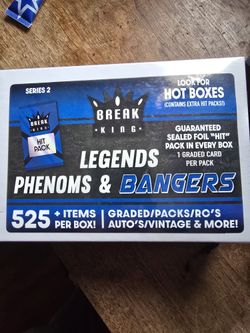 SERIES 2
BREAK
KING
HIT
PACK
LOOK FOR
HOT BOXES
(CONTAINS EXTRA HIT PACKS!)
GUARANTEED
SEALED FOIL "HIT"
PACK IN EVERY BOX
1 GRADED CARD
PER PACK
LEGENDS
PHENOMS & BANGERS
525 + ITEMS
PER BOX!
GRADED/PACKS/RC'S
AUTO'S/VINTAGE & MORE!